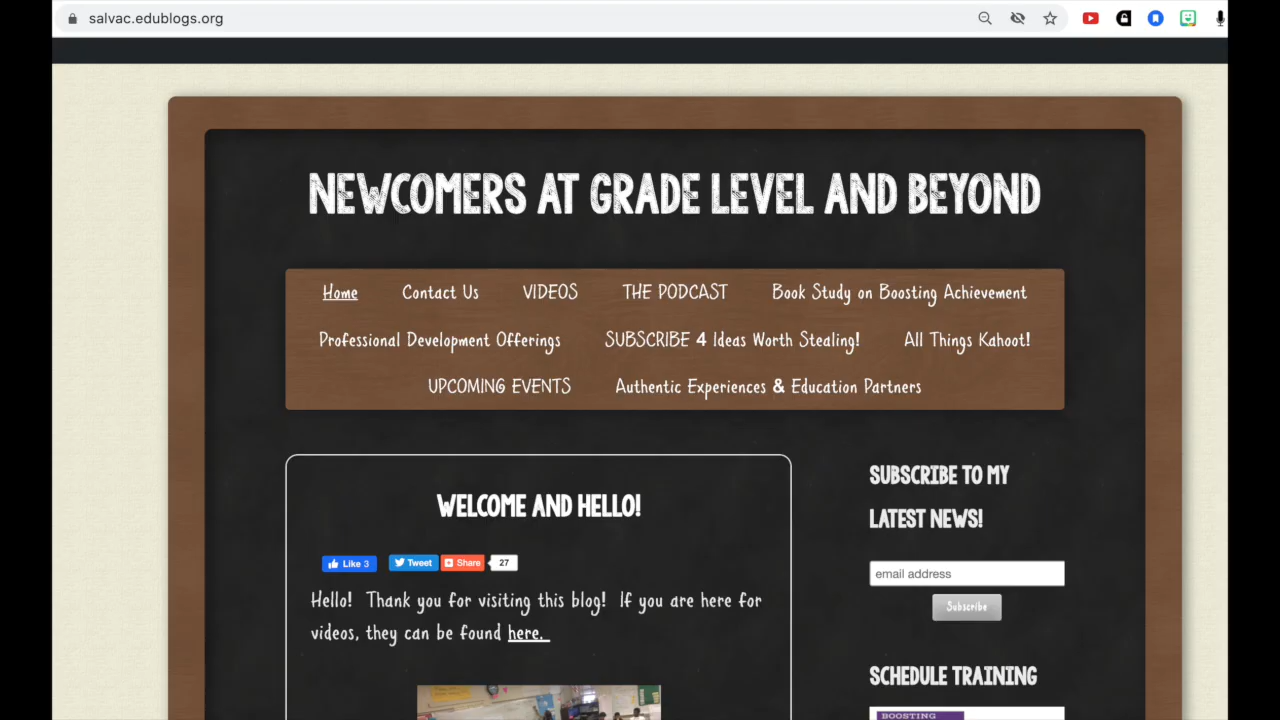 salvac.edublogs.org
NEWCOMERS AT GRADE LEVEL AND BEYOND
Home Contact Us VIDEOS THE PODCAST Book Study on Boosting Achievement
Professional Development Offerings SUBSCRIBE 4 Ideas Worth Stealing! All Things Kahoot!
UPCOMING EVENTS Authentic Experiences & Education Partners
WELCOME AND HELLO!
Like 3 Tweet Share 27
Hello! Thank you for visiting this blog! If you are here for
videos, they can be found here.
SUBSCRIBE TO MY
LATEST NEWS!
email address
Subscribe
SCHEDULE TRAINING
BOOSTING